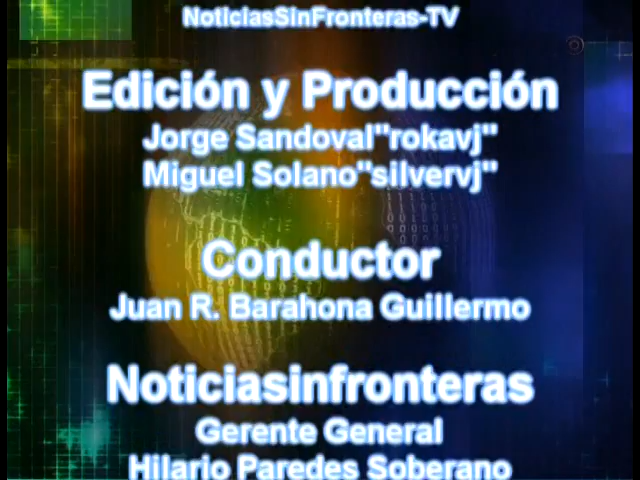 NoticiasSinFronteras-TV
Edición y Producción
Jorge Sandoval"rokavj"
Miguel Solano"silvervj"
Conductor
Juan R. Barahona Guillermo
Noticiasinfronteras
Gerente General
Hilario Paredes Soberano